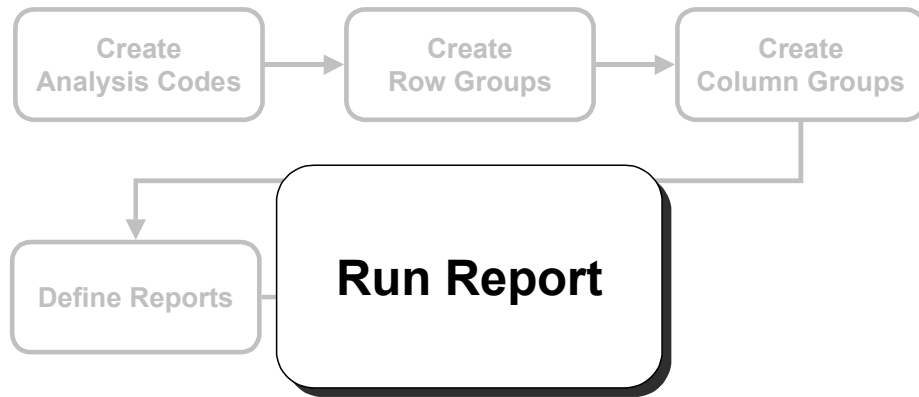 Create
Analysis Codes
Create
Row Groups
Create
Column Groups
Define Reports
Run Report